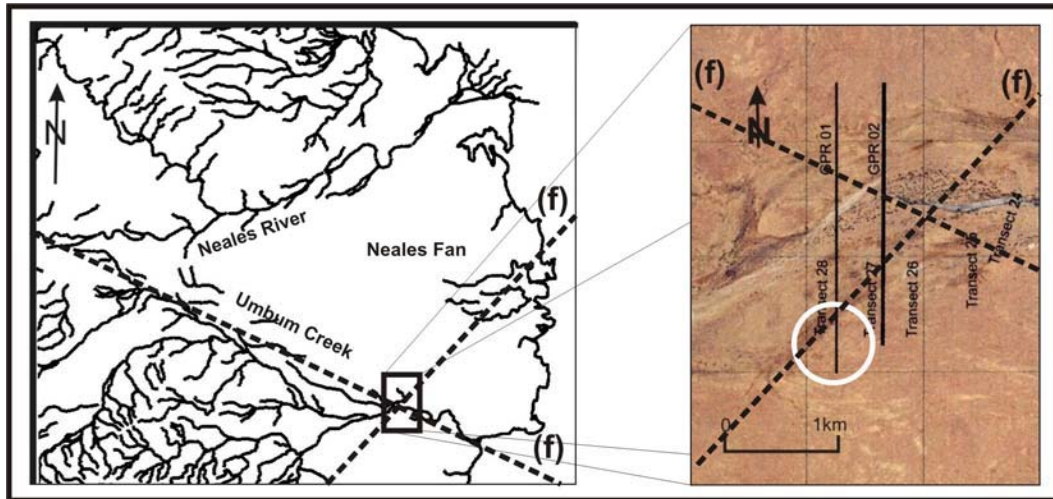 N
Neales River
Neales Fan
Umbum Creek
(f)
(f)
(f)
(f)
N
GPR 01
GPR 02
Transect 28
Transect 27
Transect 26
Transect 25
Transect 24
0
1km